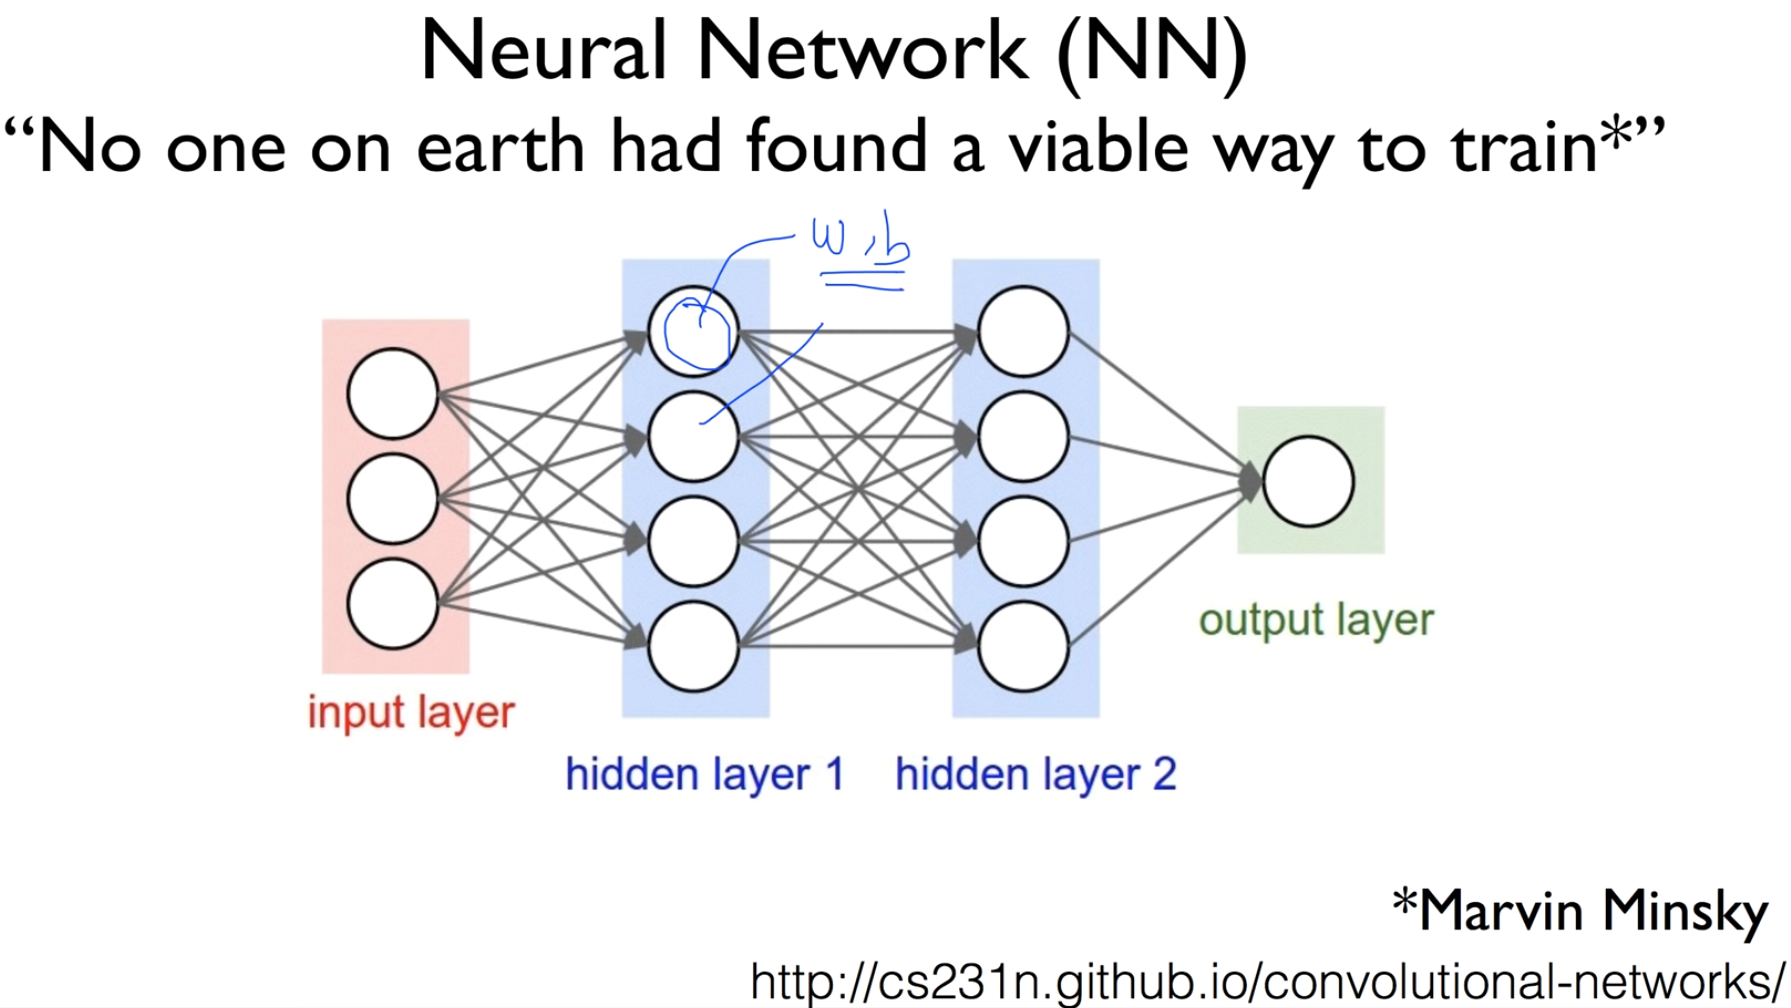 Neural Network (NN)
“No one on earth had found a viable way to train*”
w,b
input layer
hidden layer 1
hidden layer 2
output layer
*Marvin Minsky
http://cs231n.github.io/convolutional-networks/